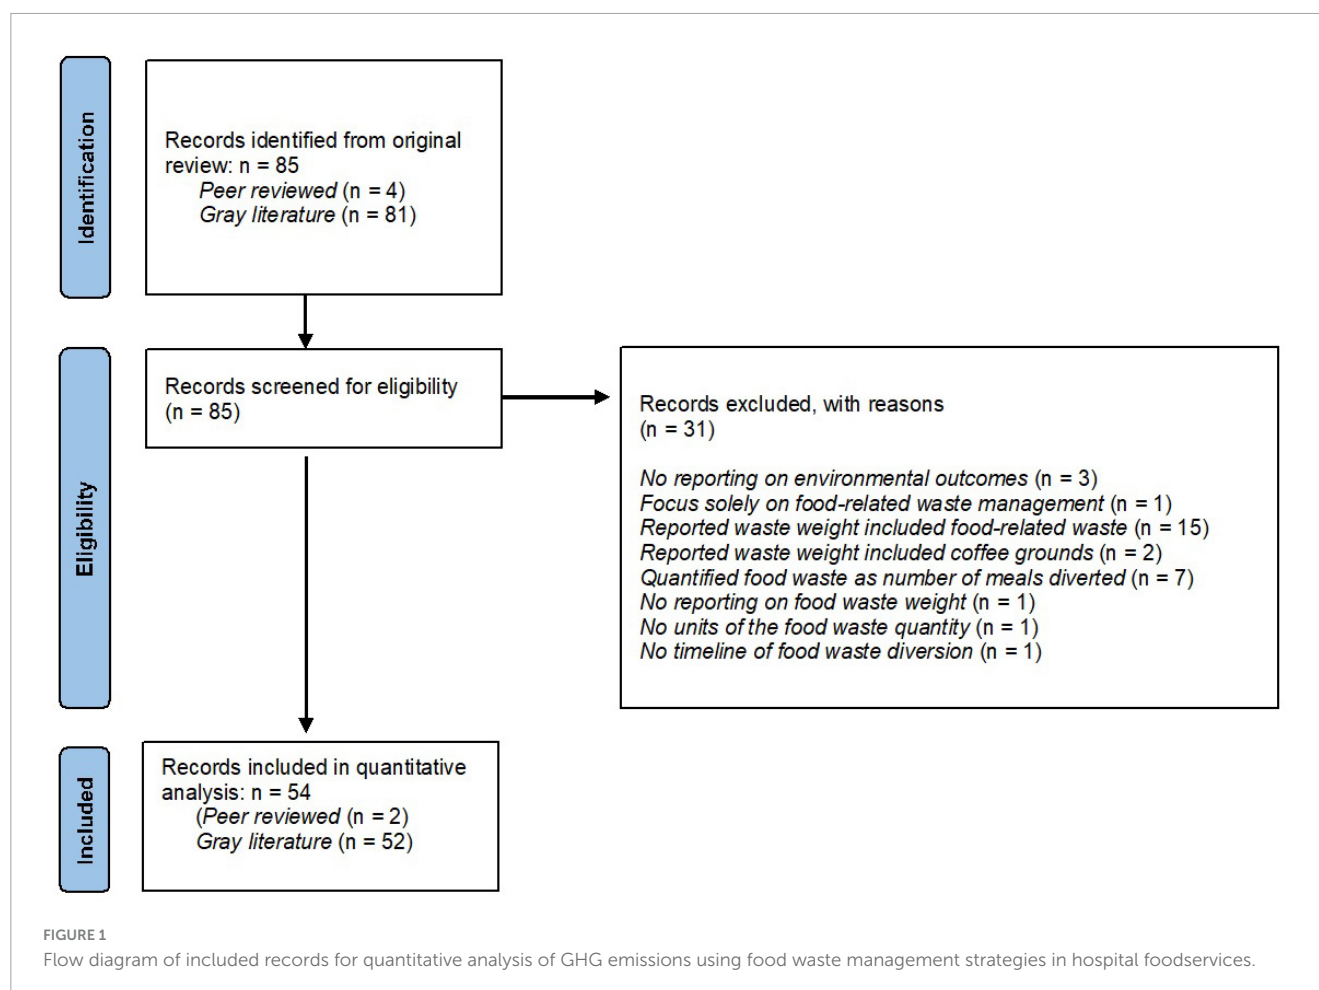 Identification
Records identified from original
review: n = 85
Peer reviewed (n = 4)
Gray literature (n = 81)
Eligibility
Records screened for eligibility
(n = 85)
Records excluded, with reasons
(n = 31)
No reporting on environmental outcomes (n = 3)
Focus solely on food-related waste management (n = 1)
Reported waste weight included food-related waste (n = 15)
Reported waste weight included coffee grounds (n = 2)
Quantified food waste as number of meals diverted (n = 7)
No reporting on food waste weight (n = 1)
No units of the food waste quantity (n = 1)
No timeline of food waste diversion (n = 1)
Included
Records included in quantitative
analysis: n = 54
(Peer reviewed (n = 2)
Gray literature (n = 52)
FIGURE 1
Flow diagram of included records for quantitative analysis of GHG emissions using food waste management strategies in hospital foodservices.